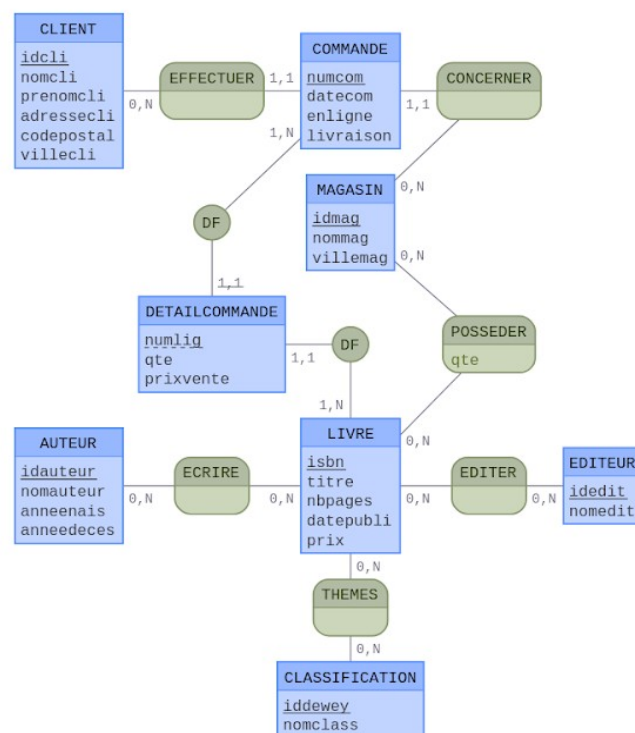 CLIENT
idcli
nomcli
prenomcli
adressecli
codepostal
villecli
0,N
EFFECTUER
1,1
COMMANDE
numcom
datecom
enligne
livraison
1,1
CONCERNER
0,N
1,N
DF
1,1
MAGASIN
idmag
nommag
villemag
0,N
POSSEDER
qte
0,N
DETAILCOMMANDE
numlig
qte
prixvente
1,1
DF
1,N
LIVRE
isbn
titre
nbpages
datepubli
prix
AUTEUR
idauteur
nomauteur
anneenais
anneedeces
0,N
ECRIRE
0,N
0,N
EDITER
0,N
EDITEUR
idedit
nomedit
0,N
THEMES
0,N
CLASSIFICATION
iddewey
nomclass